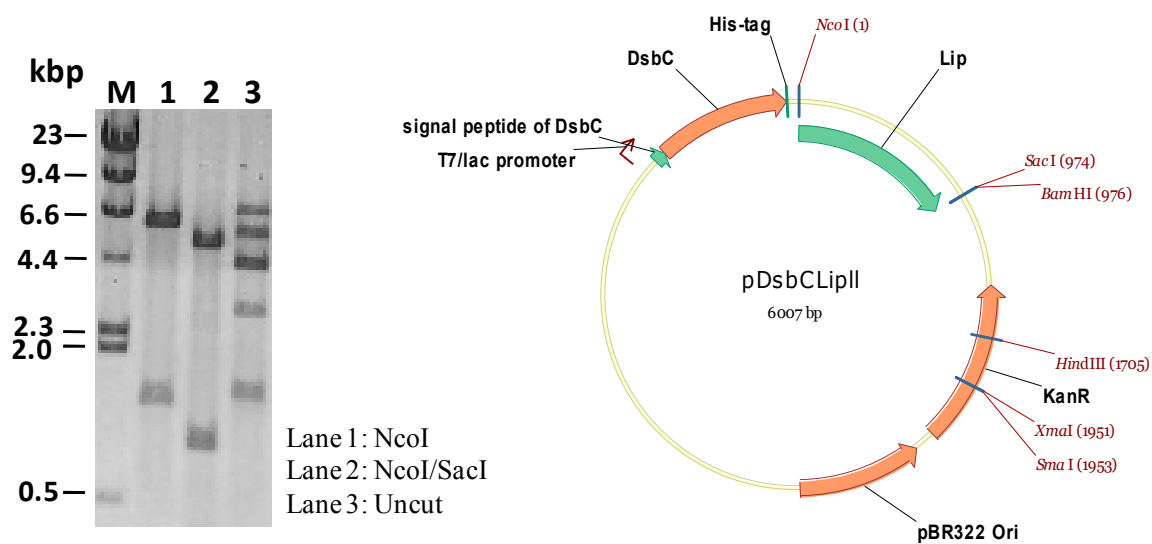 kbp
M 1 2 3
23
9.4
6.6
4.4
2.3
2.0
0.5
Lane 1: NcoI
Lane 2: NcoI/SacI
Lane 3: Uncut
His-tag
NcoI (1)
DsbC
Lip
signal peptide of DsbC
T7/lac promoter
SacI (974)
BamHI (976)
pDsbCLipII
6007 bp
HindIII (1705)
KanR
XmaI (1951)
SmaI (1953)
pBR322 Ori